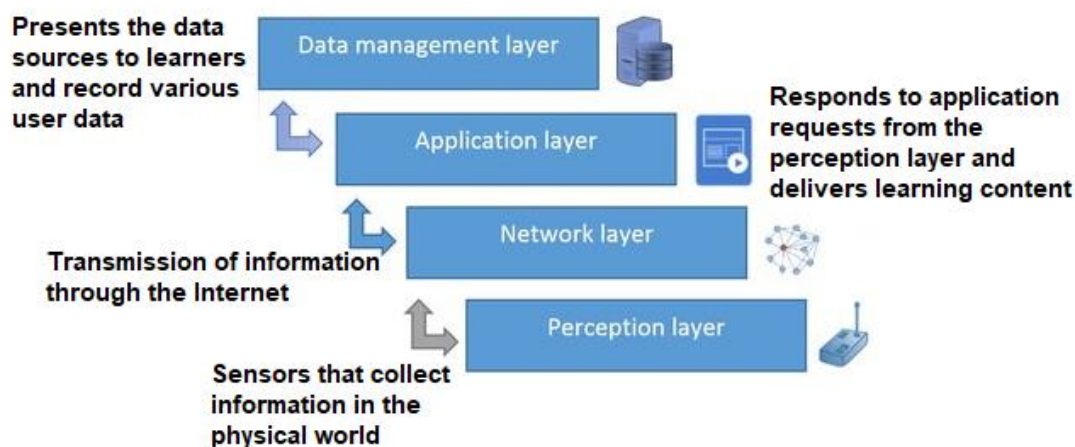 Presents the data
sources to learners
and record various
user data
Data management layer
Application layer
Responds to application
requests from the
perception layer and
delivers learning content
Network layer
Transmission of information
through the Internet
Perception layer
Sensors that collect
information in the
physical world